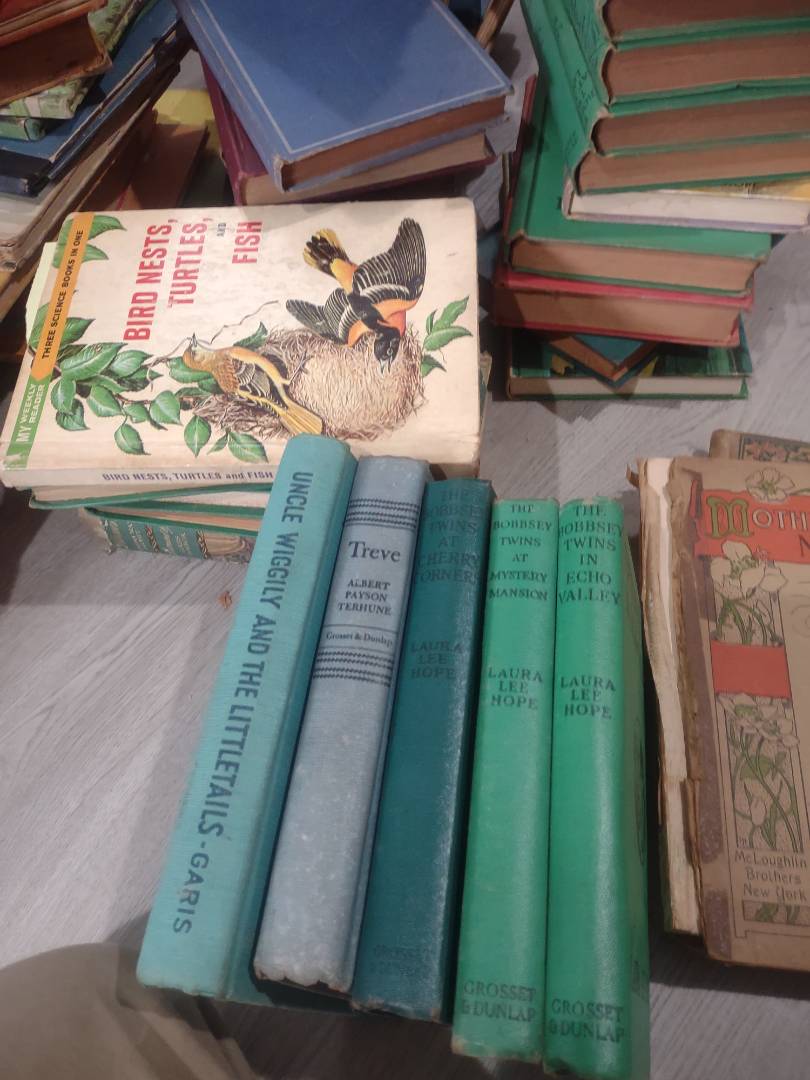 BIRD NESTS,
TURTLES,
AND
FISH
THREE SCIENCE BOOKS IN ONE
MY WEEKLY
READER
BIRD NESTS, TURTLES and FISH
UNCLE WIGGILY AND THE LITTLETAILS - GARIS
Treve
ALBERT
PAYSON
TERHUNE
Grosset & Dunlap
THE
BOBBSEY
TWINS
AT
CHERRY
CORNERS
LAURA
LEE
HOPE
GROSSET
& DUNLAP
THE
BOBBSEY
TWINS
AT
MYSTERY
MANSION
LAURA
LEE
HOPE
GROSSET
& DUNLAP
THE
BOBBSEY
TWINS
IN
ECHO
VALLEY
LAURA
LEE
HOPE
GROSSET
& DUNLAP
McLoughlin
Brothers
New York